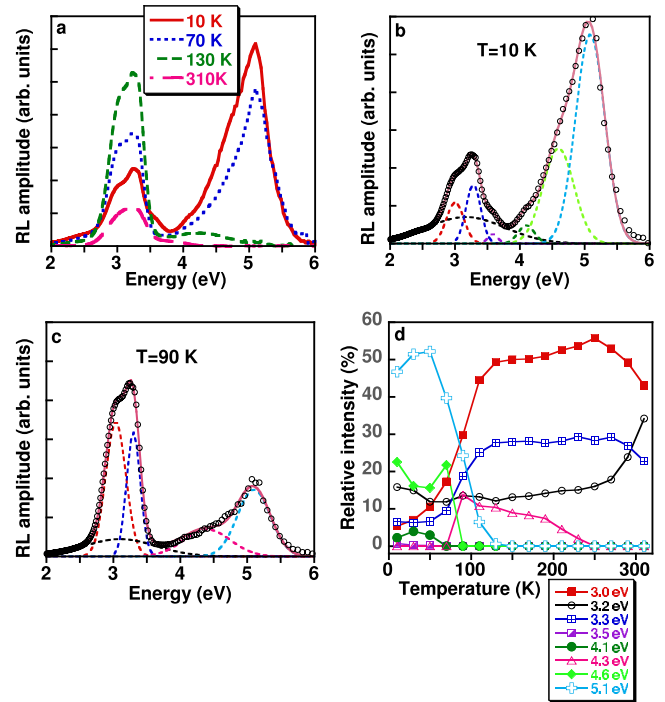 a
10 K
70 K
130 K
310K
RL amplitude (arb. units)
2 3 4 5 6
Energy (eV)
b
T=10 K
RL amplitude (arb. units)
2 3 4 5 6
Energy (eV)
c
T=90 K
RL amplitude (arb. units)
2 3 4 5 6
Energy (eV)
d
Relative intensity (%)
60
50
40
30
20
10
0
0 100 200 300
Temperature (K)
3.0 eV
3.2 eV
3.3 eV
3.5 eV
4.1 eV
4.3 eV
4.6 eV
5.1 eV